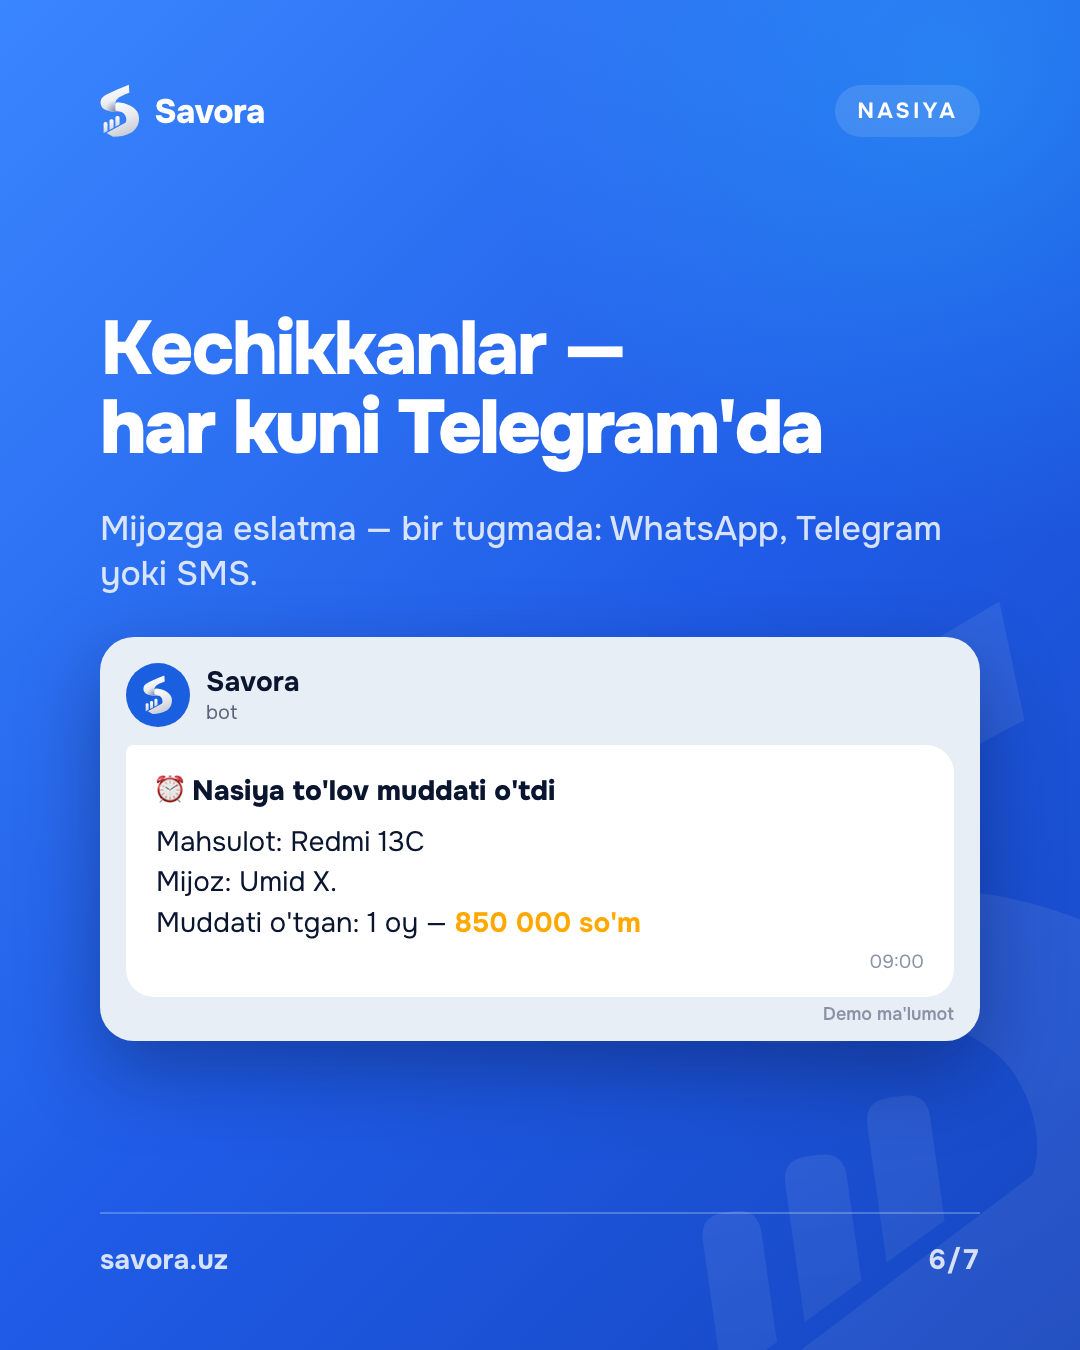 Savora
NASIYA
Kechikkanlar —
har kuni Telegram'da
Mijozga eslatma — bir tugmada: WhatsApp, Telegram
yoki SMS.
Savora
bot
⏰ Nasiya to'lov muddati o'tdi
Mahsulot: Redmi 13C
Mijoz: Umid X.
Muddati o'tgan: 1 oy — 850 000 so'm
09:00
Demo ma'lumot
savora.uz
6/7